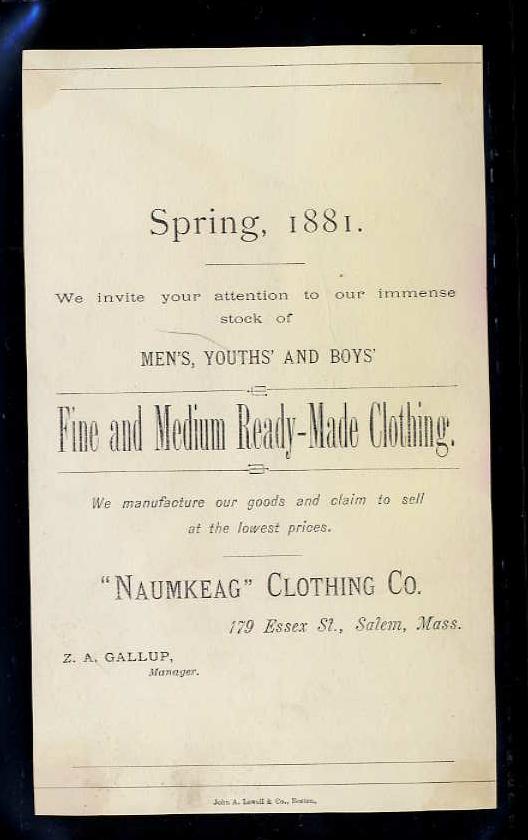 Spring, 1881.
We invite your attention to our immense
stock of
MEN'S, YOUTHS' AND BOYS'
Fine and Medium Ready-Made Clothing.
We manufacture our goods and claim to sell
at the lowest prices.
"NAUMKEAG" CLOTHING CO.
179 Essex St., Salem, Mass.
Z. A. GALLUP,
Manager.
John A. Lowell & Co., Boston,